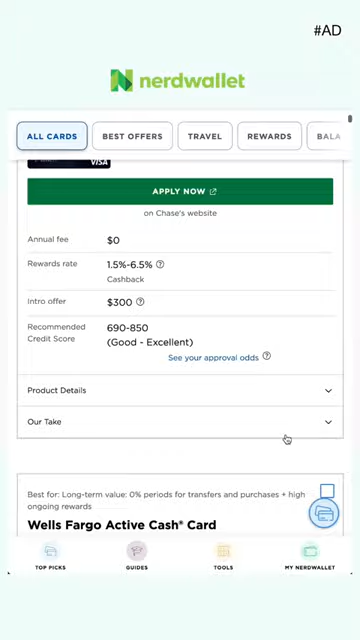 #AD
nerdwallet
ALL CARDS BEST OFFERS TRAVEL REWARDS BALA
VISA
APPLY NOW
on Chase's website
Annual fee $0
Rewards rate 1.5%-6.5% ?
Cashback
Intro offer $300 ?
Recommended 690-850
Credit Score (Good - Excellent)
See your approval odds ?
Product Details
Our Take
Best for: Long-term value: 0% periods for transfers and purchases + high
ongoing rewards
Wells Fargo Active Cash® Card
TOP PICKS GUIDES TOOLS MY NERDWALLET